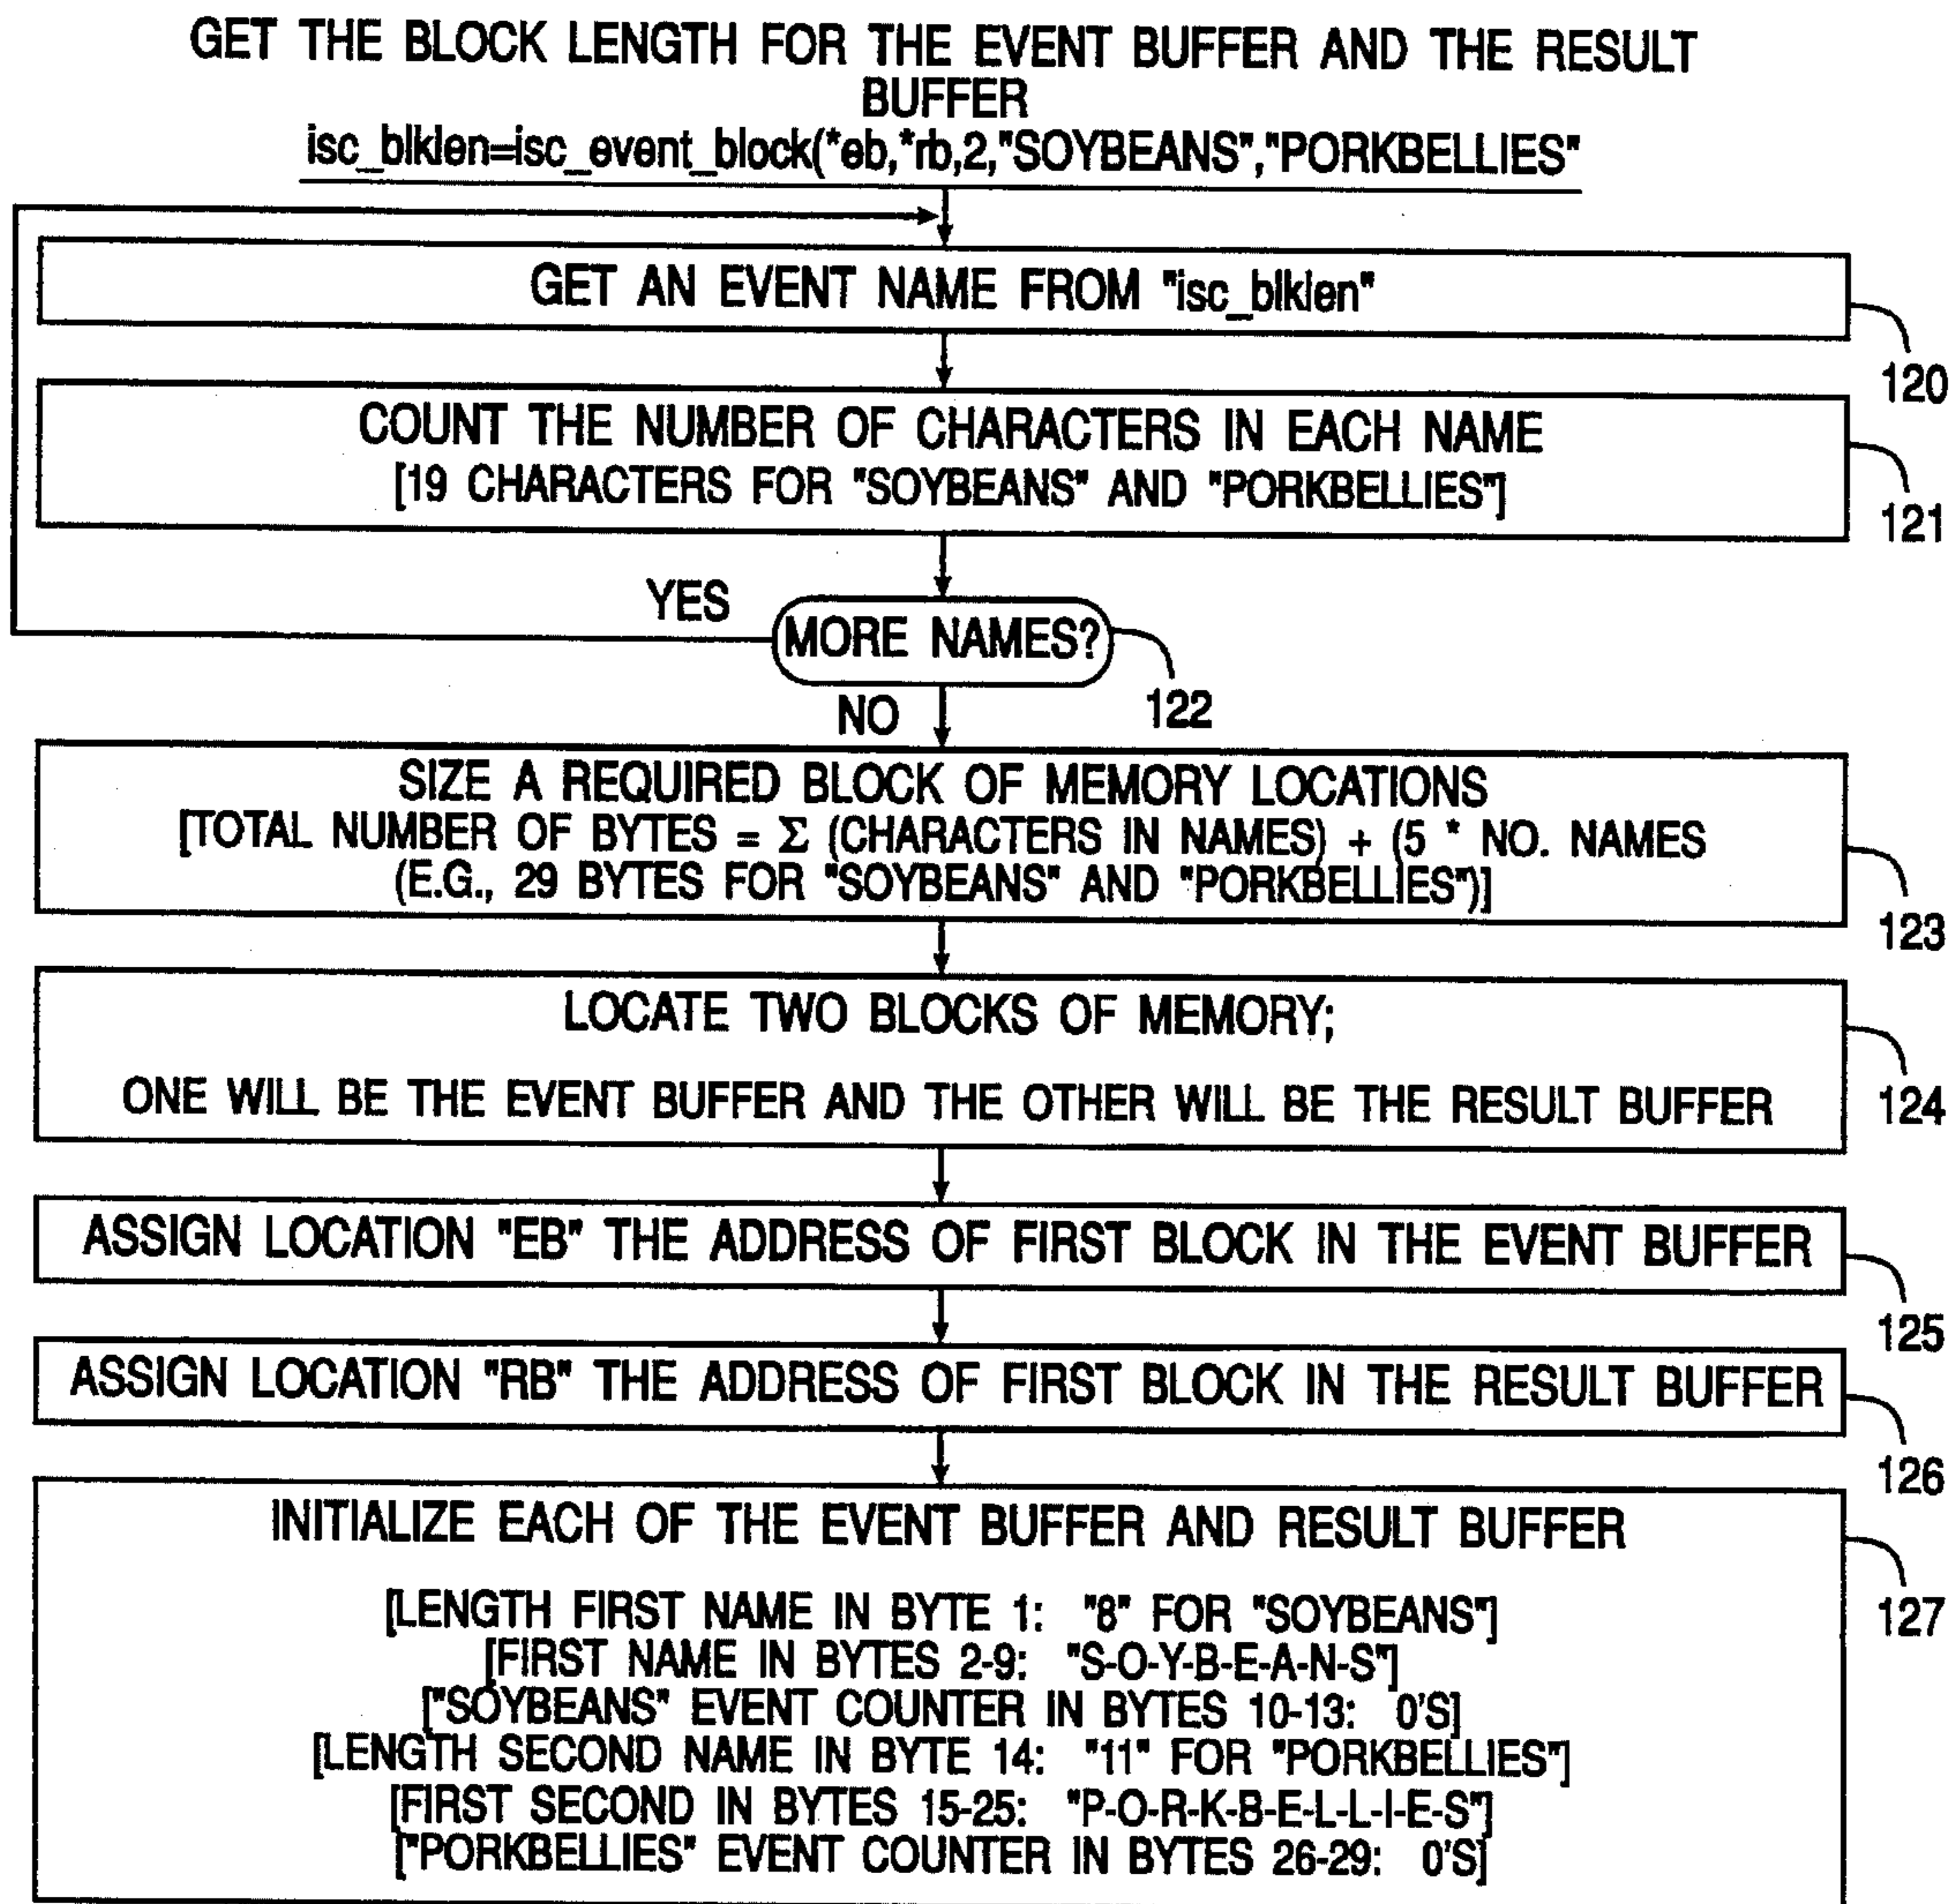 GET THE BLOCK LENGTH FOR THE EVENT BUFFER AND THE RESULT
BUFFER
isc_blklen=isc_event_block(*eb,*rb,2,"SOYBEANS","PORKBELLIES"
GET AN EVENT NAME FROM "isc_blklen"
120
COUNT THE NUMBER OF CHARACTERS IN EACH NAME
[19 CHARACTERS FOR "SOYBEANS" AND "PORKBELLIES"]
121
YES
MORE NAMES?
122
NO
SIZE A REQUIRED BLOCK OF MEMORY LOCATIONS
[TOTAL NUMBER OF BYTES = Σ (CHARACTERS IN NAMES) + (5 * NO. NAMES
(E.G., 29 BYTES FOR "SOYBEANS" AND "PORKBELLIES")]
123
LOCATE TWO BLOCKS OF MEMORY;
ONE WILL BE THE EVENT BUFFER AND THE OTHER WILL BE THE RESULT BUFFER
124
ASSIGN LOCATION "EB" THE ADDRESS OF FIRST BLOCK IN THE EVENT BUFFER
125
ASSIGN LOCATION "RB" THE ADDRESS OF FIRST BLOCK IN THE RESULT BUFFER
126
INITIALIZE EACH OF THE EVENT BUFFER AND RESULT BUFFER
127
[LENGTH FIRST NAME IN BYTE 1: "8" FOR "SOYBEANS"]
[FIRST NAME IN BYTES 2-9: "S-O-Y-B-E-A-N-S"]
["SOYBEANS" EVENT COUNTER IN BYTES 10-13: 0'S]
[LENGTH SECOND NAME IN BYTE 14: "11" FOR "PORKBELLIES"]
[FIRST SECOND IN BYTES 15-25: "P-O-R-K-B-E-L-L-I-E-S"]
["PORKBELLIES" EVENT COUNTER IN BYTES 26-29: 0'S]